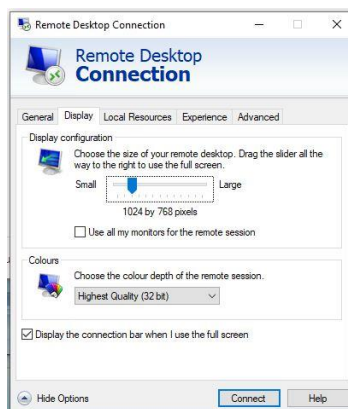 Remote Desktop Connection
Remote Desktop
Connection
General Display Local Resources Experience Advanced
Display configuration
Choose the size of your remote desktop. Drag the slider all the
way to the right to use the full screen.
Small Large
1024 by 768 pixels
Use all my monitors for the remote session
Colours
Choose the colour depth of the remote session.
Highest Quality (32 bit)
Display the connection bar when I use the full screen
Hide Options Connect Help